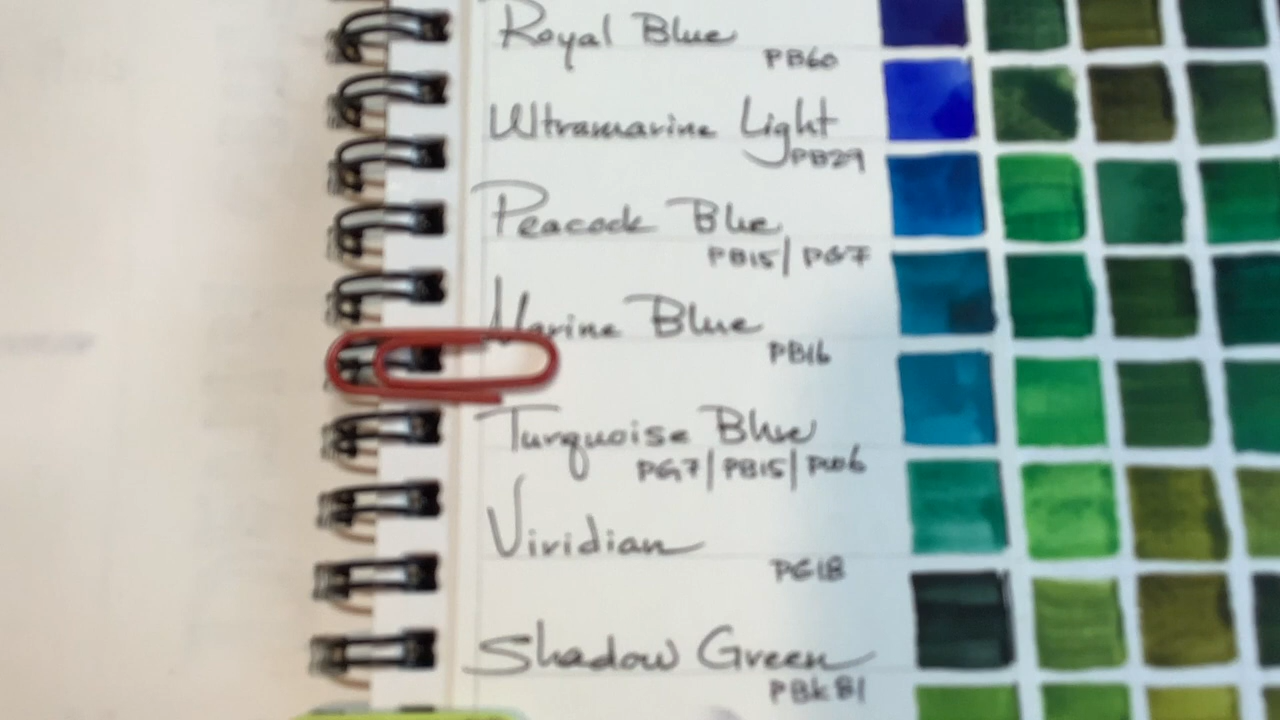 Royal Blue
PB60
Ultramarine Light
PB29
Peacock Blue
PB15/PG7
Marine Blue
PB16
Turquoise Blue
PG7/PB15/PW6
Viridian
PG18
Shadow Green
PBk31